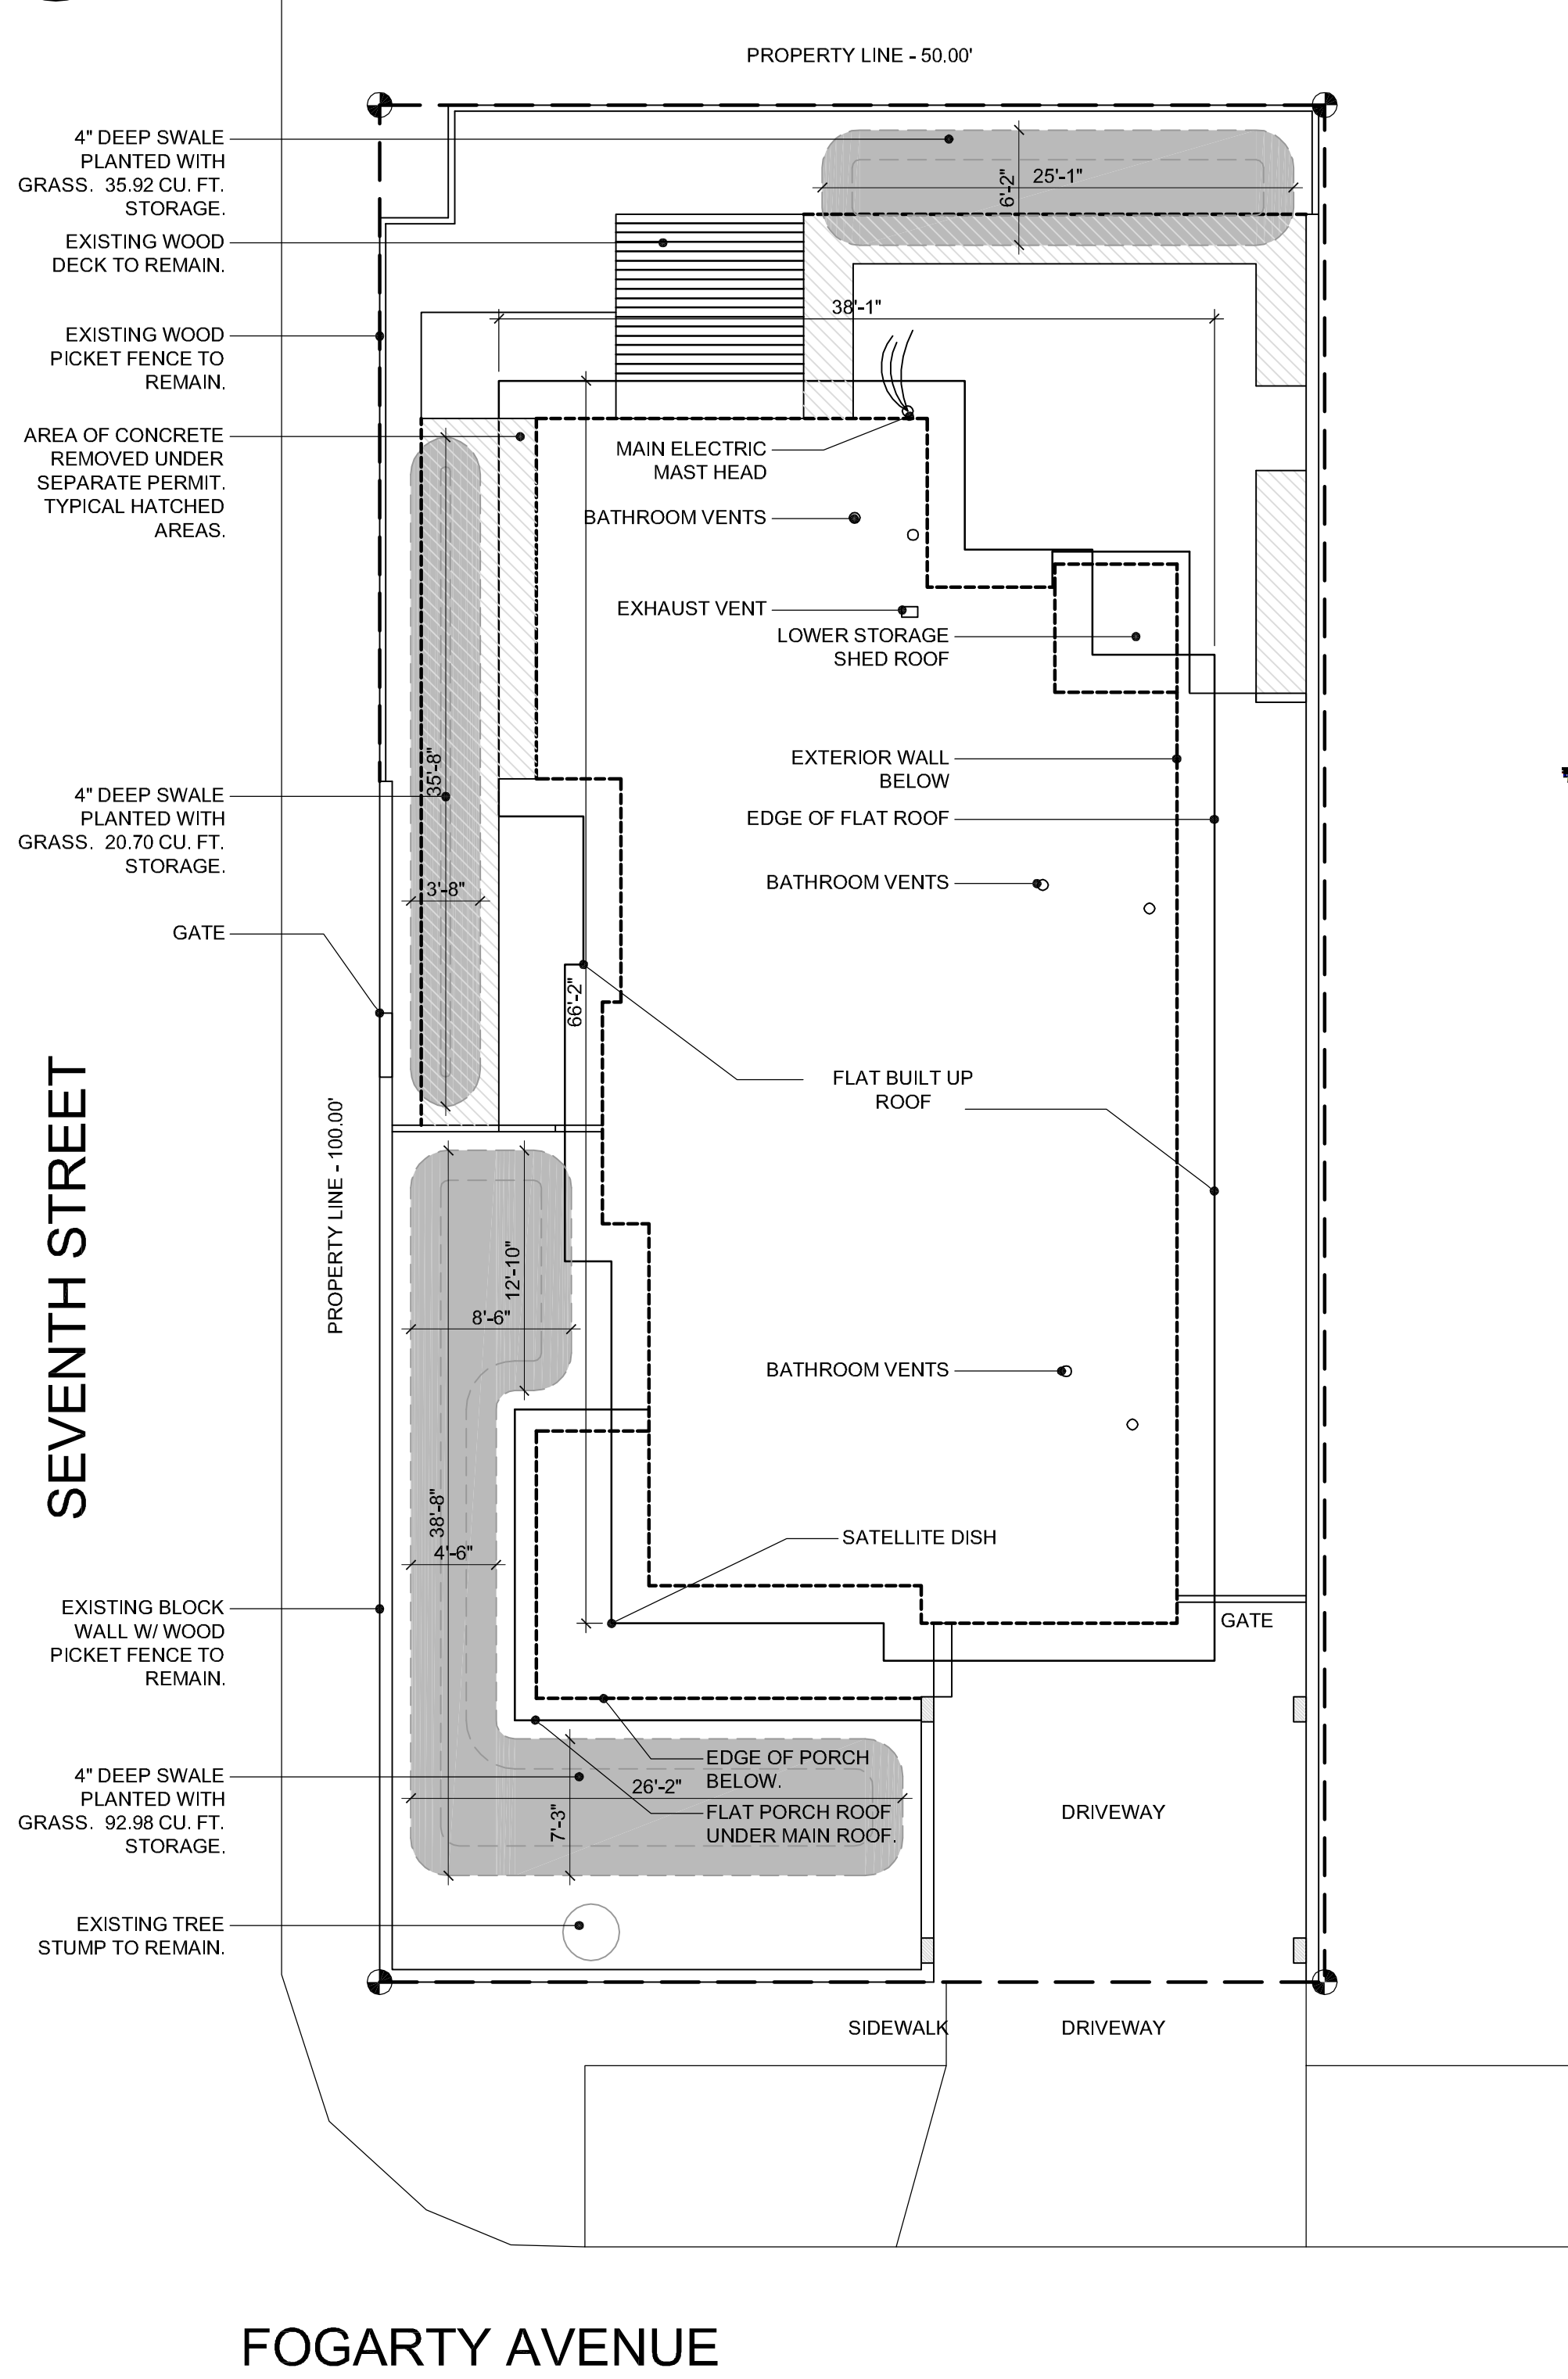 PROPERTY LINE - 50.00'
4" DEEP SWALE
PLANTED WITH
GRASS. 35.92 CU. FT.
STORAGE.
6'-2"
25'-1"
EXISTING WOOD
DECK TO REMAIN.
38'-1"
EXISTING WOOD
PICKET FENCE TO
REMAIN.
AREA OF CONCRETE
REMOVED UNDER
SEPARATE PERMIT.
TYPICAL HATCHED
AREAS.
MAIN ELECTRIC
MAST HEAD
BATHROOM VENTS
EXHAUST VENT
LOWER STORAGE
SHED ROOF
EXTERIOR WALL
BELOW
35'-8"
4" DEEP SWALE
PLANTED WITH
GRASS. 20.70 CU. FT.
STORAGE.
EDGE OF FLAT ROOF
BATHROOM VENTS
3'-8"
GATE
66'-2"
FLAT BUILT UP
ROOF
SEVENTH STREET
PROPERTY LINE - 100.00'
12'-10"
8'-6"
BATHROOM VENTS
38'-8"
4'-6"
SATELLITE DISH
EXISTING BLOCK
WALL W/ WOOD
PICKET FENCE TO
REMAIN.
GATE
4" DEEP SWALE
PLANTED WITH
GRASS. 92.98 CU. FT.
STORAGE.
EDGE OF PORCH
BELOW.
26'-2"
7'-3"
FLAT PORCH ROOF
UNDER MAIN ROOF.
DRIVEWAY
EXISTING TREE
STUMP TO REMAIN.
SIDEWALK
DRIVEWAY
FOGARTY AVENUE